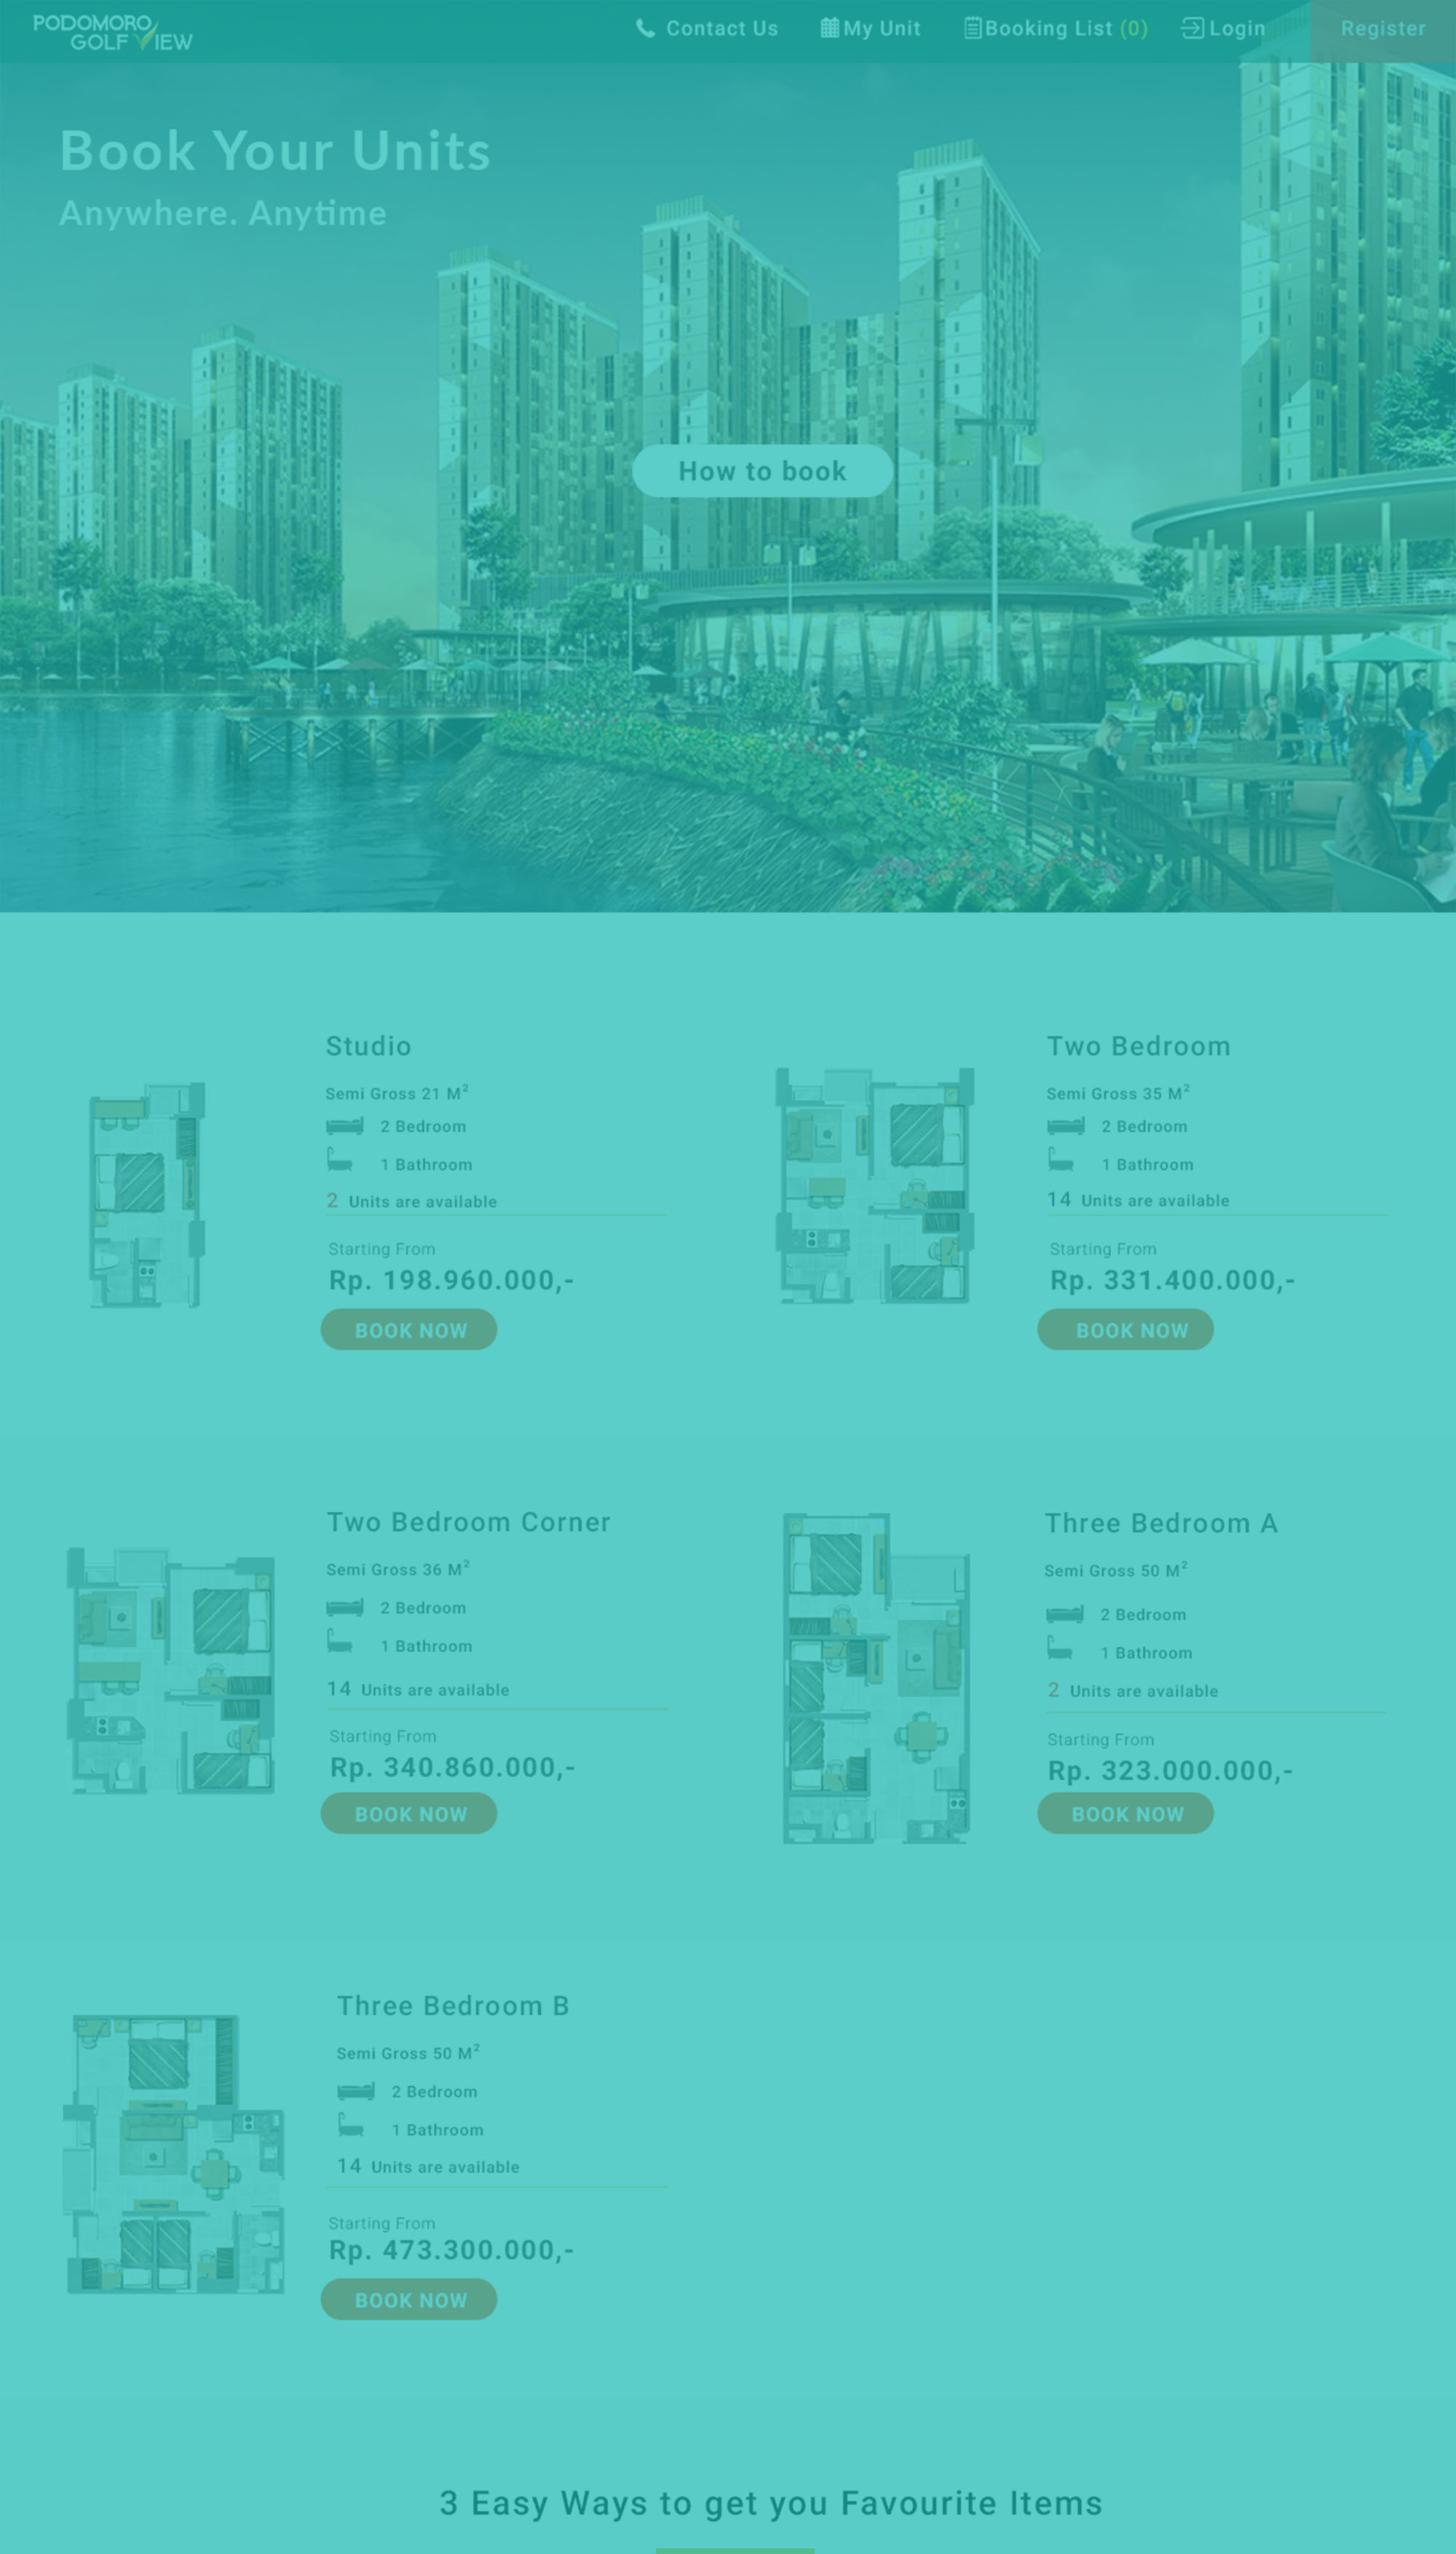 PODOMORO
GOLF VIEW
Contact Us
My Unit
Booking List (0)
Login
Register
Book Your Units
Anywhere. Anytime
How to book
Studio
Semi Gross 21 M²
2 Bedroom
1 Bathroom
2 Units are available
Starting From
Rp. 198.960.000,-
BOOK NOW
Two Bedroom
Semi Gross 35 M²
2 Bedroom
1 Bathroom
14 Units are available
Starting From
Rp. 331.400.000,-
BOOK NOW
Two Bedroom Corner
Semi Gross 36 M²
2 Bedroom
1 Bathroom
14 Units are available
Starting From
Rp. 340.860.000,-
BOOK NOW
Three Bedroom A
Semi Gross 50 M²
2 Bedroom
1 Bathroom
2 Units are available
Starting From
Rp. 323.000.000,-
BOOK NOW
Three Bedroom B
Semi Gross 50 M²
2 Bedroom
1 Bathroom
14 Units are available
Starting From
Rp. 473.300.000,-
BOOK NOW
3 Easy Ways to get you Favourite Items